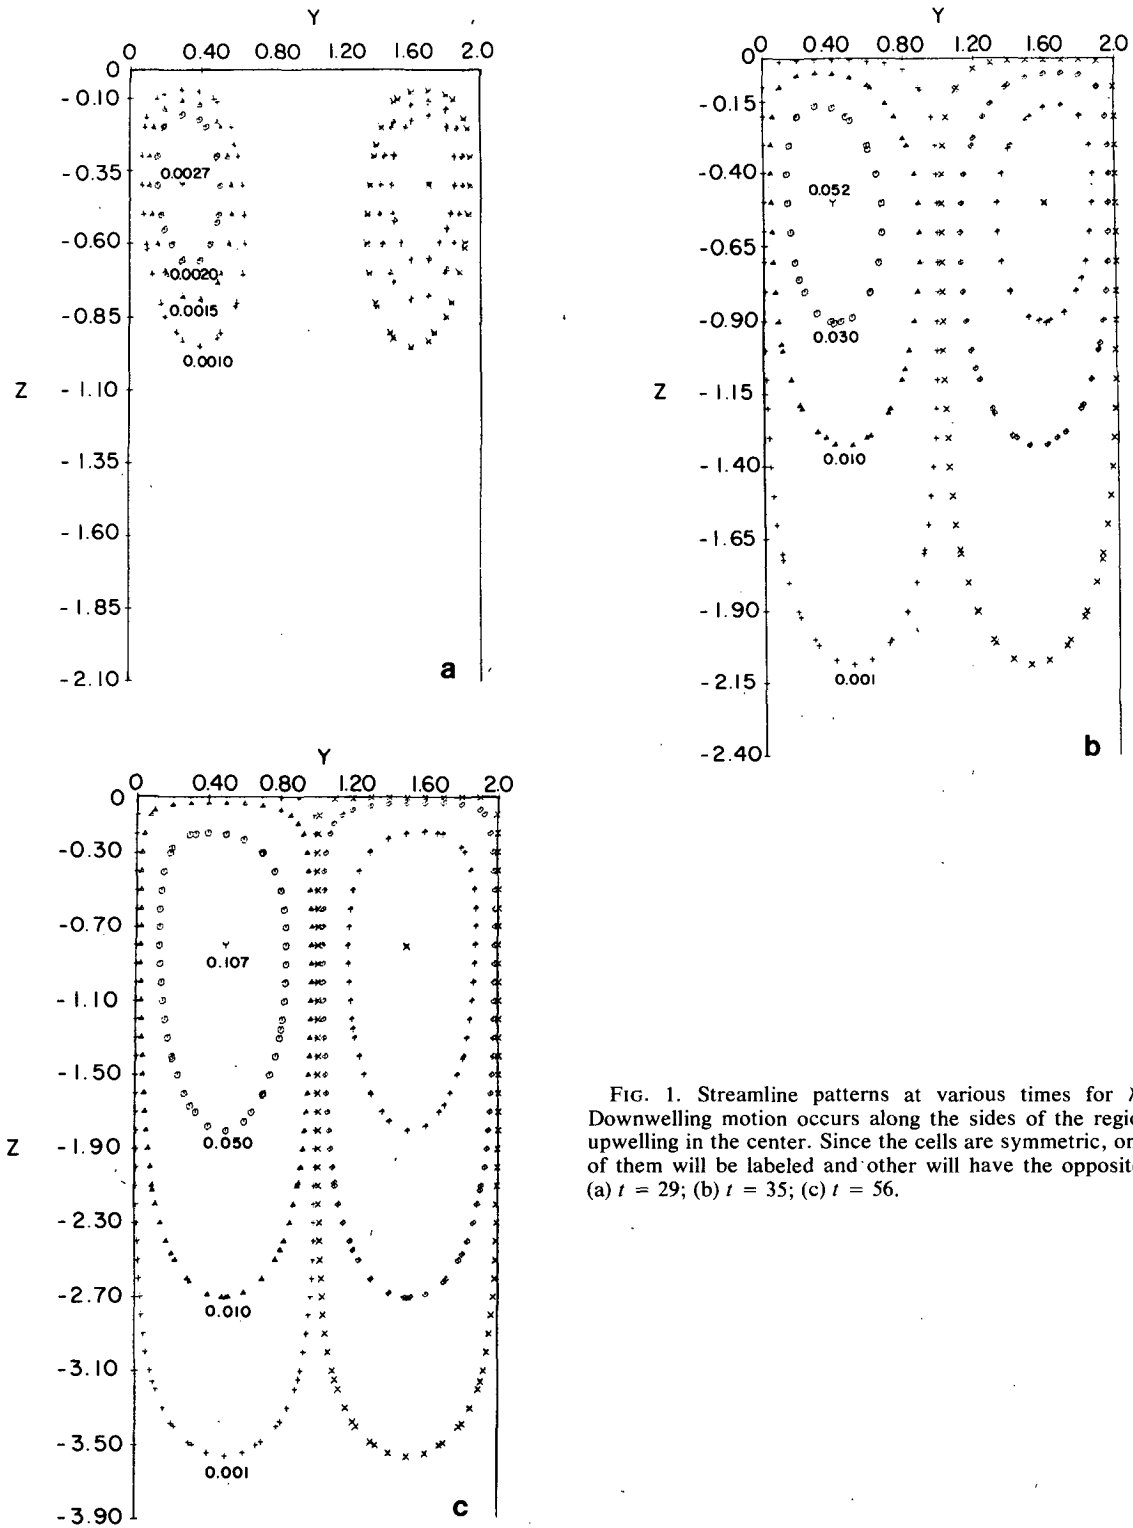 Y
0 0.40 0.80 1.20 1.60 2.0
0
-0.10
-0.35
-0.60
-0.85
Z -1.10
-1.35
-1.60
-1.85
-2.10
0.0027
0.0020
0.0015
0.0010
a
Y
0 0.40 0.80 1.20 1.60 2.0
0
-0.15
-0.40
-0.65
-0.90
Z -1.15
-1.40
-1.65
-1.90
-2.15
-2.40
0.052
0.030
0.010
0.001
b
Y
0 0.40 0.80 1.20 1.60 2.0
0
-0.30
-0.70
-1.10
-1.50
Z -1.90
-2.30
-2.70
-3.10
-3.50
-3.90
0.107
0.050
0.010
0.001
c
FIG. 1. Streamline patterns at various times for
Downwelling motion occurs along the sides of the regio
upwelling in the center. Since the cells are symmetric, on
of them will be labeled and other will have the opposit
(a) t = 29; (b) t = 35; (c) t = 56.